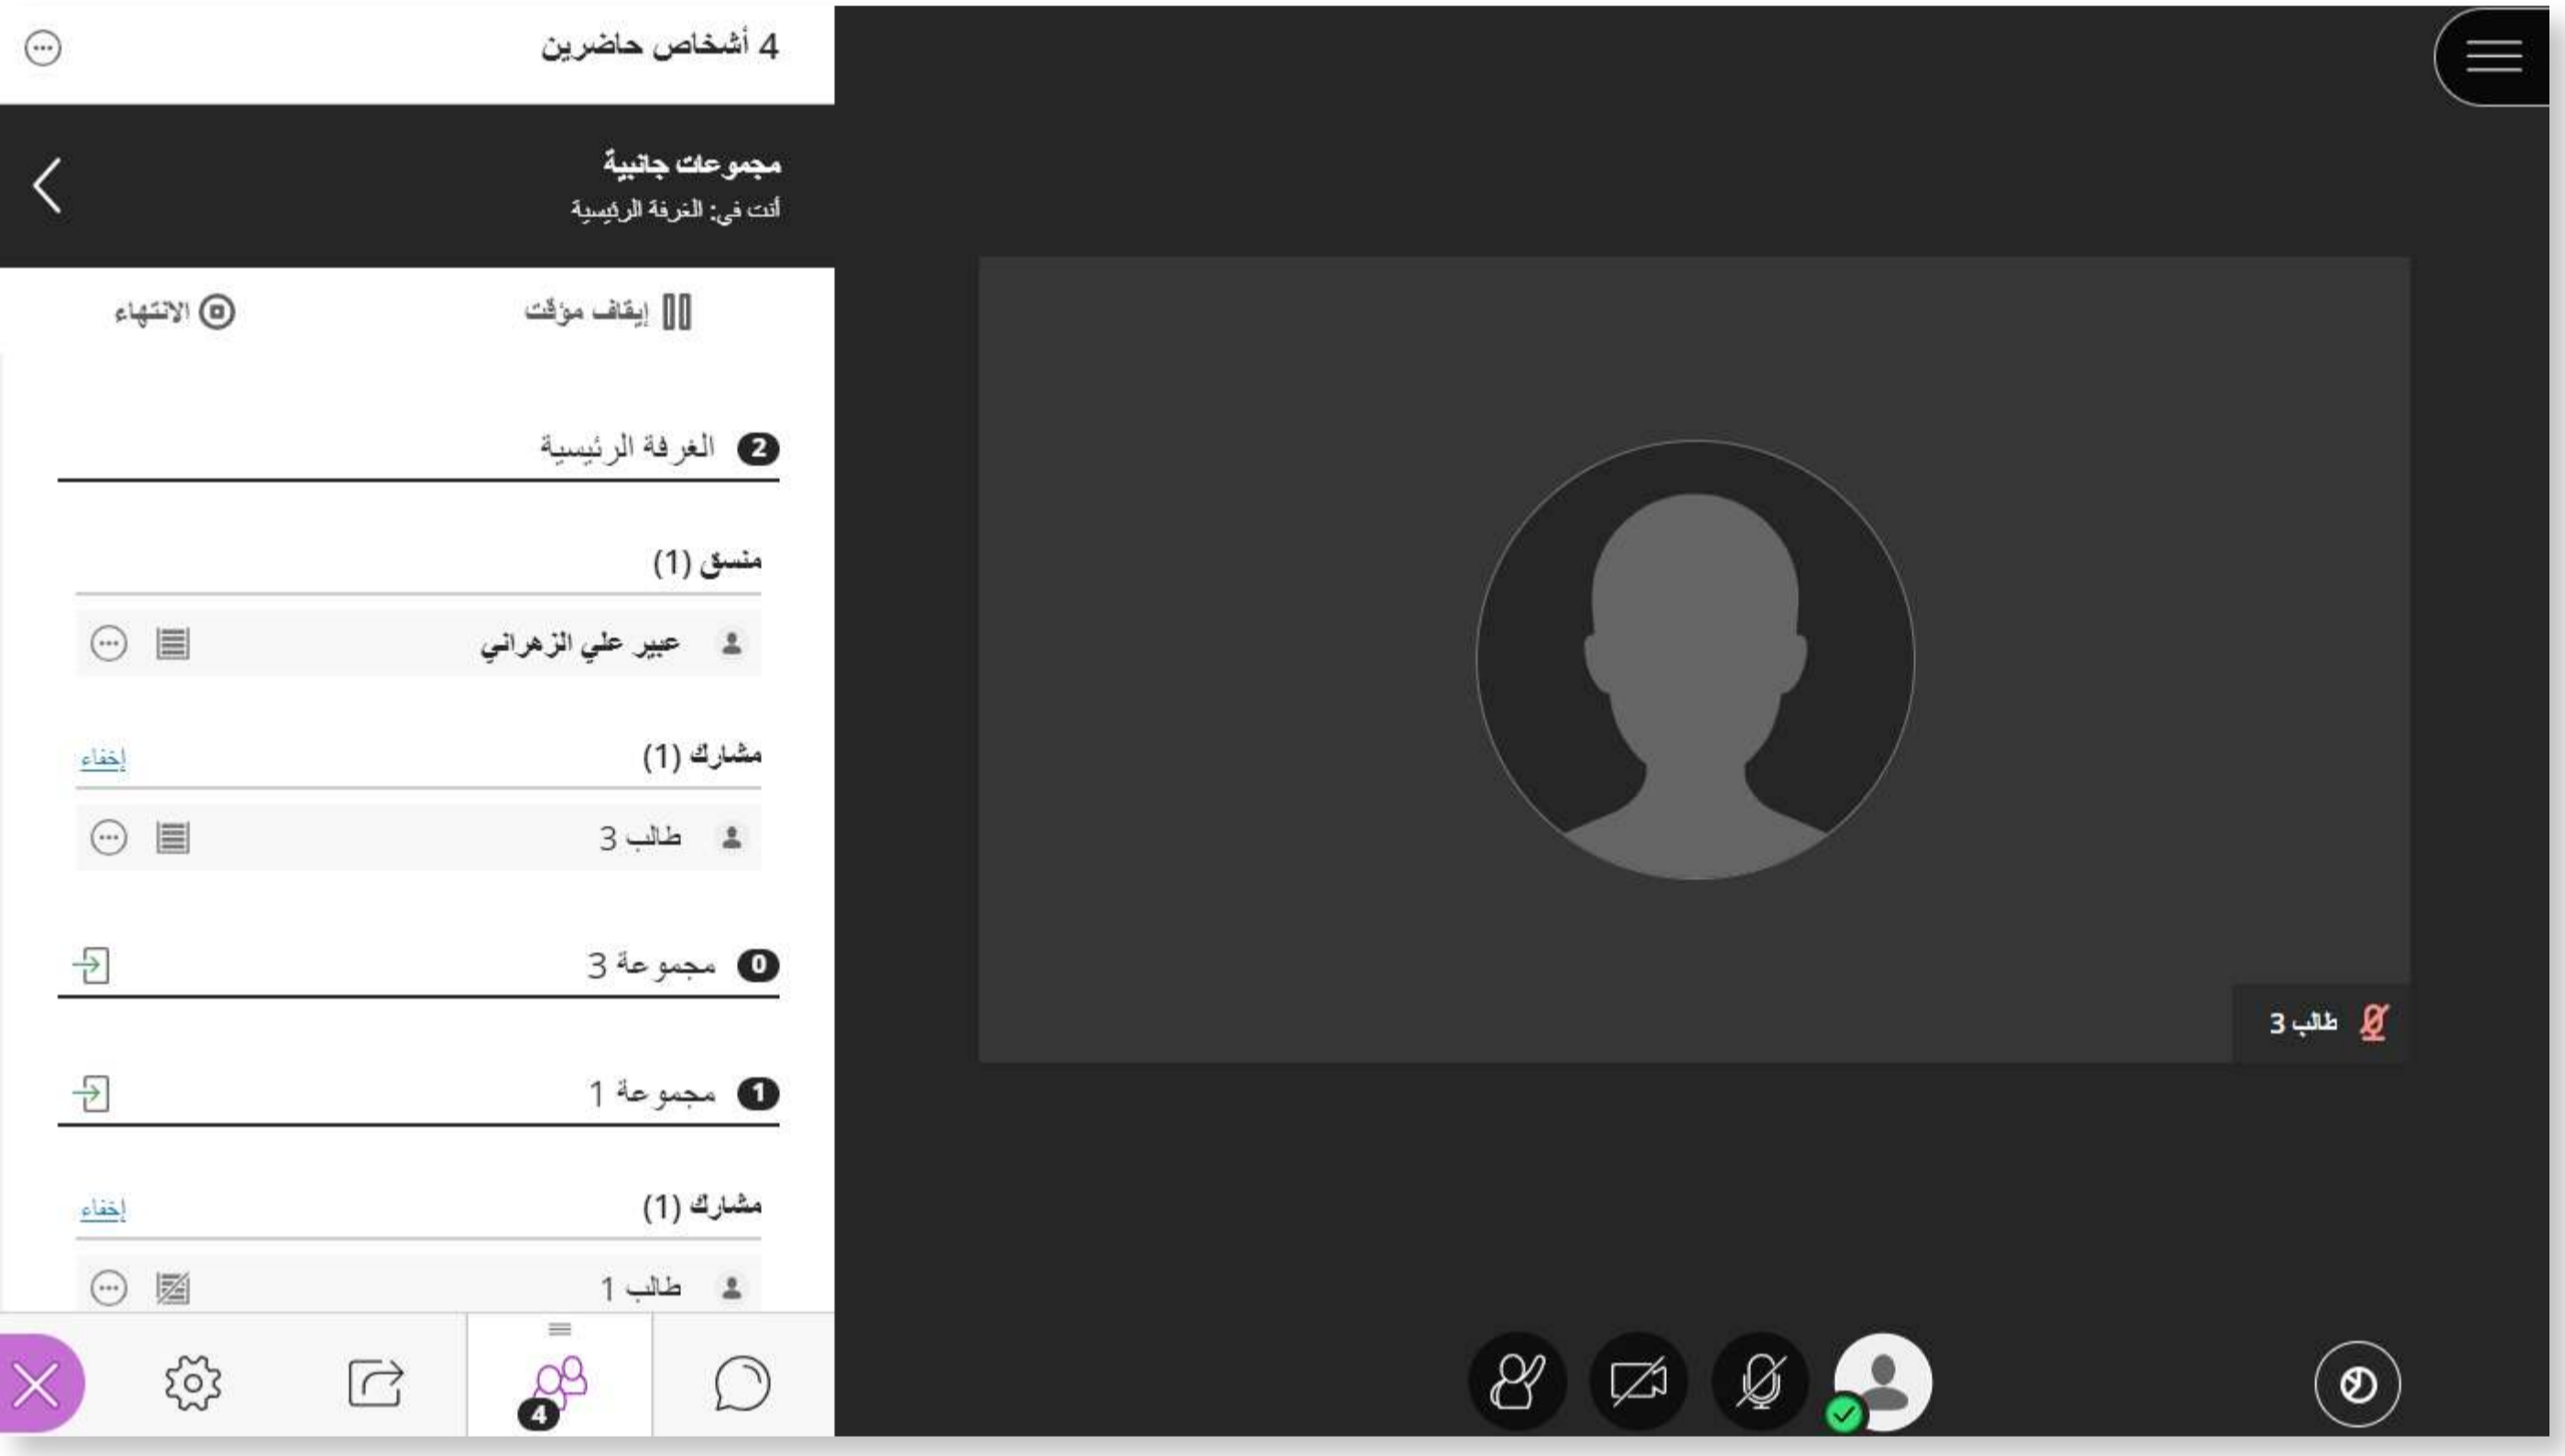 4 أشخاص حاضرين
مجموعات جانبية
أنت في: الغرفة الرئيسية
إيقاف مؤقت
الانتهاء
2 الغرفة الرئيسية
منسق (1)
عبير علي الزهراني
مشارك (1)
إخفاء
طالب 3
0 مجموعة 3
1 مجموعة 1
مشارك (1)
إخفاء
طالب 1
4
طالب 3